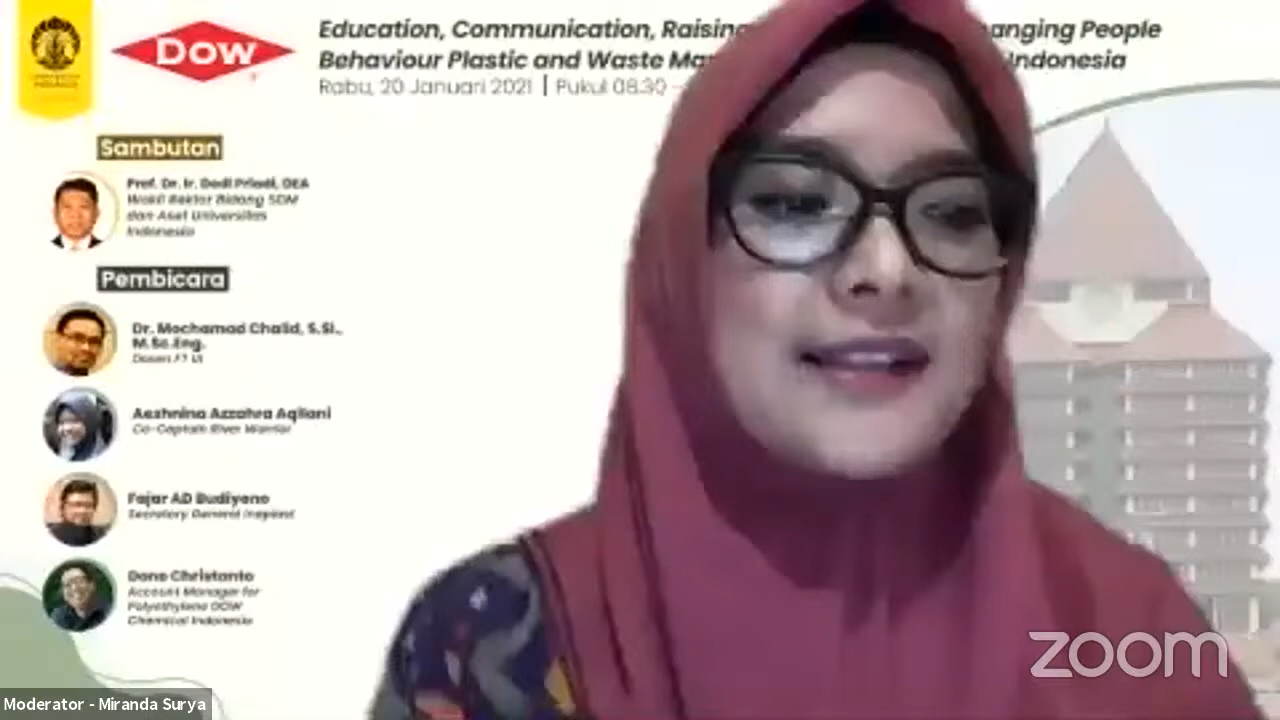 Dow
Education, Communication, Raising anging People
Behaviour Plastic and Waste Ma Indonesia
Rabu, 20 Januari 2021 | Pukul 08.30 -
Sambutan
Prof. Dr. Ir. Dedi Priadi, DEA
Wakil Rektor Bidang SDM
dan Aset Universitas
Indonesia
Pembicara
Dr. Mochamad Chalid, S.Si.,
M.Sc.Eng.
Dosen FT UI
Aeshnina Azzahra Aqilani
Co-Captain River Warrior
Fajar AD Budiyono
Secretary General Inaplast
Dono Christanto
Account Manager for
Polyethylene DOW
Chemical Indonesia
zoom
Moderator - Miranda Surya